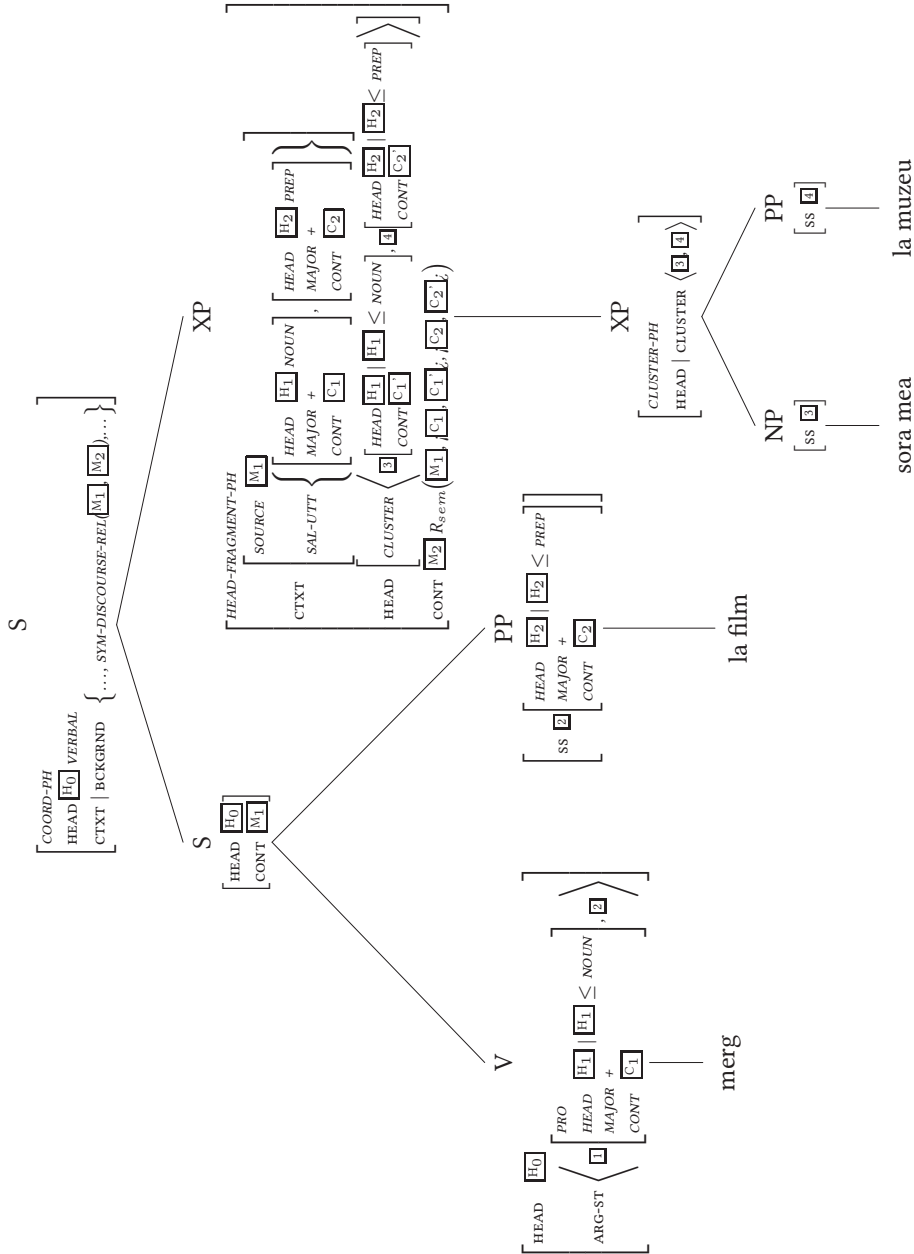 S
COORD-PH
HEAD H0 VERBAL
CTXT | BCKGRND {…, SYM-DISCOURSE-REL(M1, M2),…}
S
HEAD H0
CONT M1
XP
HEAD-FRAGMENT-PH
CTXT
SOURCE M1
SAL-UTT
HEAD H1 NOUN
MAJOR +
CONT C1
,
HEAD H2 PREP
MAJOR +
CONT C2
HEAD
CLUSTER
3
HEAD H1 | H1 ≤ NOUN
CONT C1'
, 4
HEAD H2 | H2 ≤ PREP
CONT C2'
CONT M2 Rsem(M1, ¡C1, C1'¿, ¡C2, C2'¿)
V
HEAD H0
ARG-ST
1
PRO
HEAD H1 | H1 ≤ NOUN
MAJOR +
CONT C1
, 2
merg
PP
SS 2
HEAD H2 | H2 ≤ PREP
MAJOR +
CONT C2
la film
XP
CLUSTER-PH
HEAD | CLUSTER ⟨3, 4⟩
NP
SS 3
sora mea
PP
SS 4
la muzeu